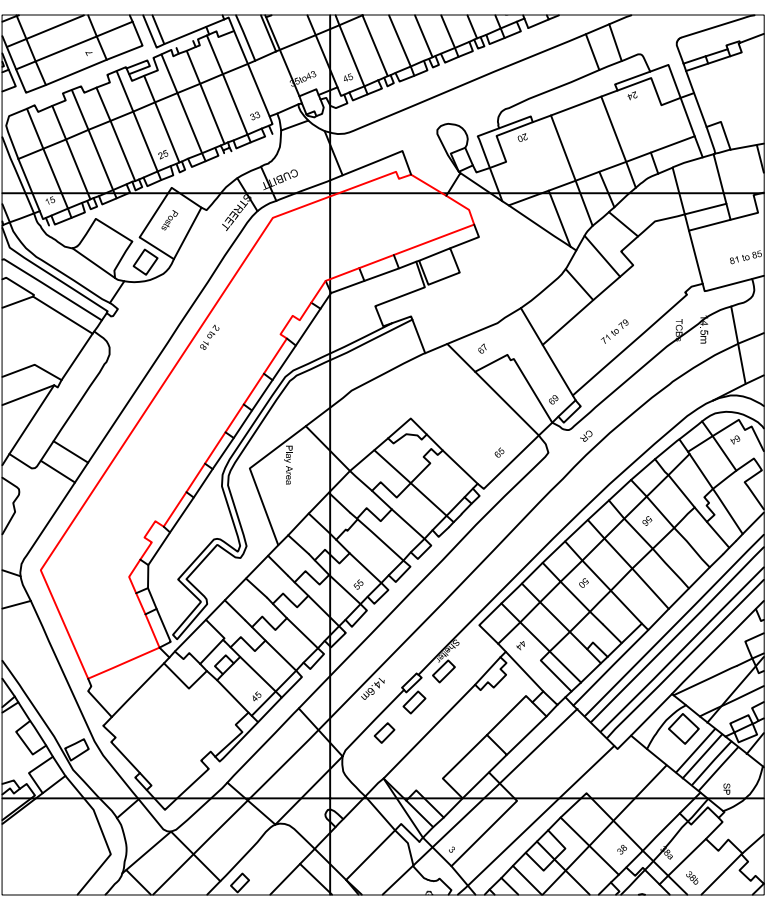 7
35to43
45
33
25
15
24
20
CUBITT
STREET
Posts
81 to 85
2 to 18
71 to 79
TCBs
14.5m
67
69
CR
65
64
Play Area
56
55
50
44
Shelter
14.6m
45
SP
3
38
38a
38b